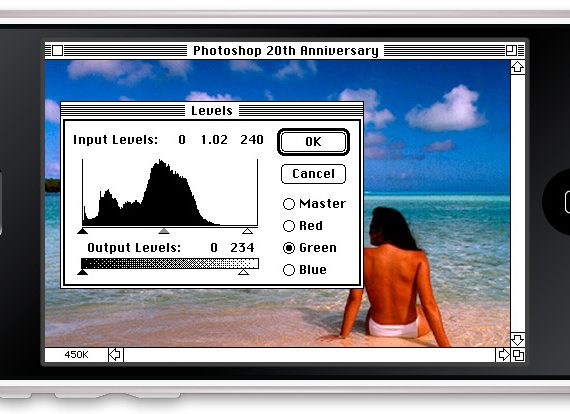 Photoshop 20th Anniversary
Levels
Input Levels: 0 1.02 240
OK
Cancel
Master
Red
Output Levels: 0 234
Green
Blue
450K